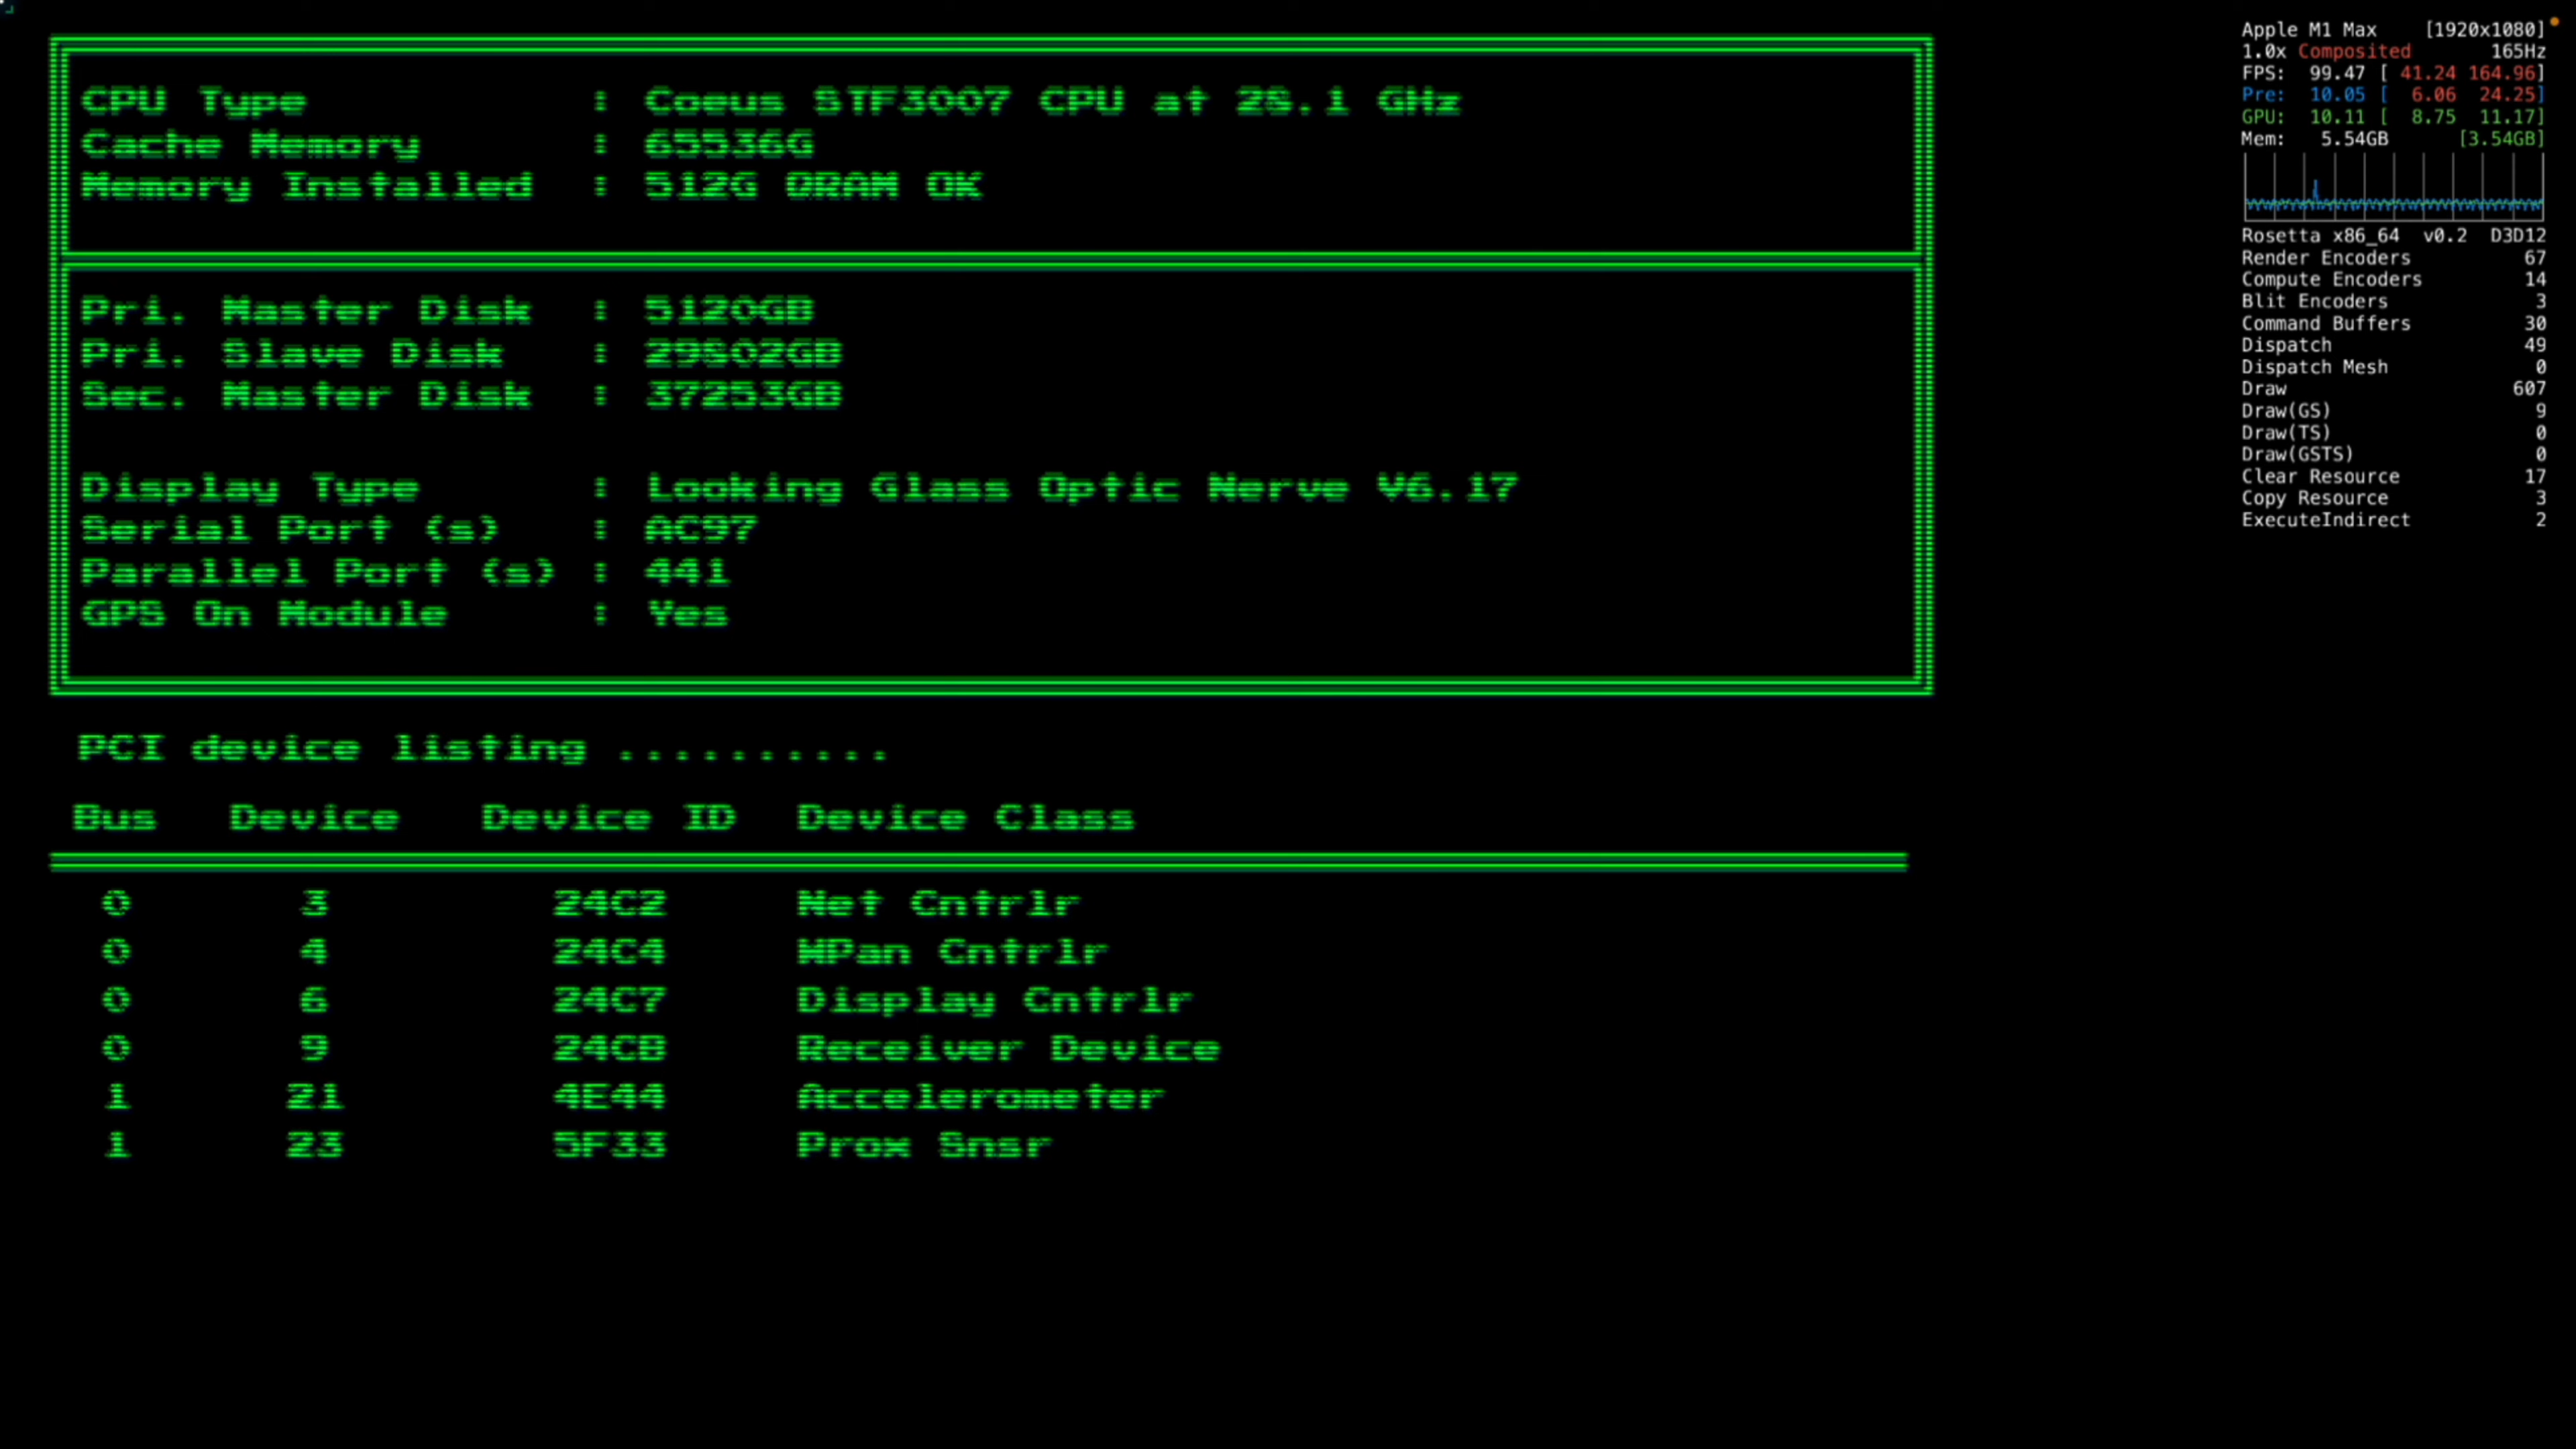 CPU Type : Coeus STF3007 CPU at 28.1 GHz
Cache Memory : 65536G
Memory Installed : 512G QRAM OK
Pri. Master Disk : 5120GB
Pri. Slave Disk : 29802GB
Sec. Master Disk : 37253GB
Display Type : Looking Glass Optic Nerve V6.17
Serial Port (s) : AC97
Parallel Port (s) : 441
GPS On Module : Yes
PCI device listing ..........
Bus Device Device ID Device Class
0 3 24C2 Net Cntrlr
0 4 24C4 WPan Cntrlr
0 6 24C7 Display Cntrlr
0 9 24CB Receiver Device
1 21 4E44 Accelerometer
1 23 5F33 Prox Snsr
Apple M1 Max [1920x1080]
1.0x Composited 165Hz
FPS: 99.47 [ 41.24 164.96]
Pre: 10.05 [ 6.06 24.25]
GPU: 10.11 [ 8.75 11.17]
Mem: 5.54GB [3.54GB]
Rosetta x86_64 v0.2 D3D12
Render Encoders 67
Compute Encoders 14
Blit Encoders 3
Command Buffers 30
Dispatch 49
Dispatch Mesh 0
Draw 607
Draw(GS) 9
Draw(TS) 0
Draw(GSTS) 0
Clear Resource 17
Copy Resource 3
ExecuteIndirect 2